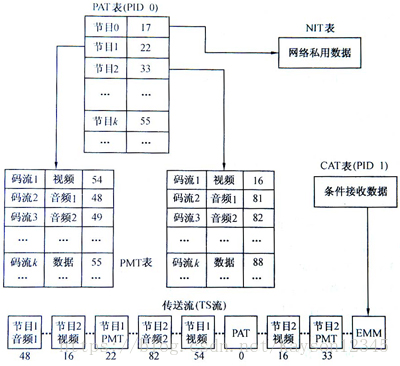 PAT表(PID 0)
NIT表
节目0 17
节目1 22
节目2 33
... ...
节目k 55
网络私用数据
CAT表(PID 1)
条件接收数据
码流1 视频 54
码流2 音频1 48
码流3 音频2 49
... ... ...
码流k 数据 55
PMT表
码流1 视频 16
码流2 音频1 81
码流3 音频2 82
... ... ...
码流k 数据 88
传送流(TS流)
节目1 音频1
节目2 视频
节目1 PMT
节目2 音频2
节目1 视频
PAT
节目2 视频
节目2 PMT
EMM
48 16 22 82 54 0 16 33